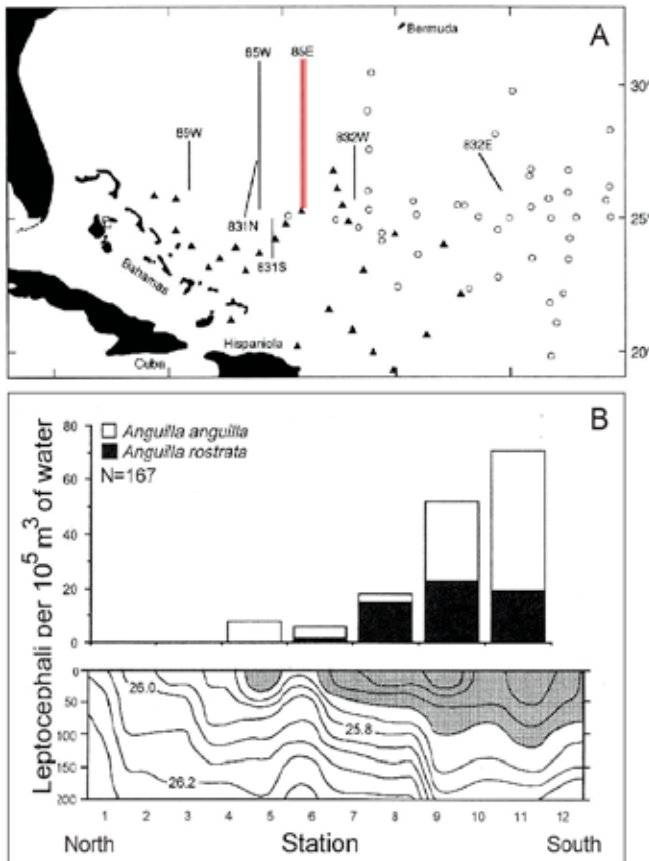 A
Bermuda
85W
85E
30°
89W
832W
832E
25°
831N
831S
Bahamas
Hispaniola
Cuba
20°
B
80
60
40
20
0
Leptocephali per 10⁵ m³ of water
Anguilla anguilla
Anguilla rostrata
N=167
0
50
100
150
200
26.0
25.8
26.2
1 2 3 4 5 6 7 8 9 10 11 12
North Station South